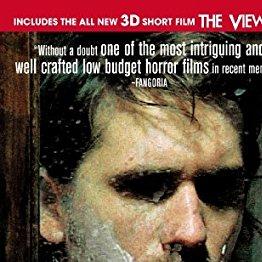 INCLUDES THE ALL NEW 3D SHORT FILM THE VIEW
"Without a doubt one of the most intriguing and
well crafted low budget horror films in recent mem
-FANGORIA